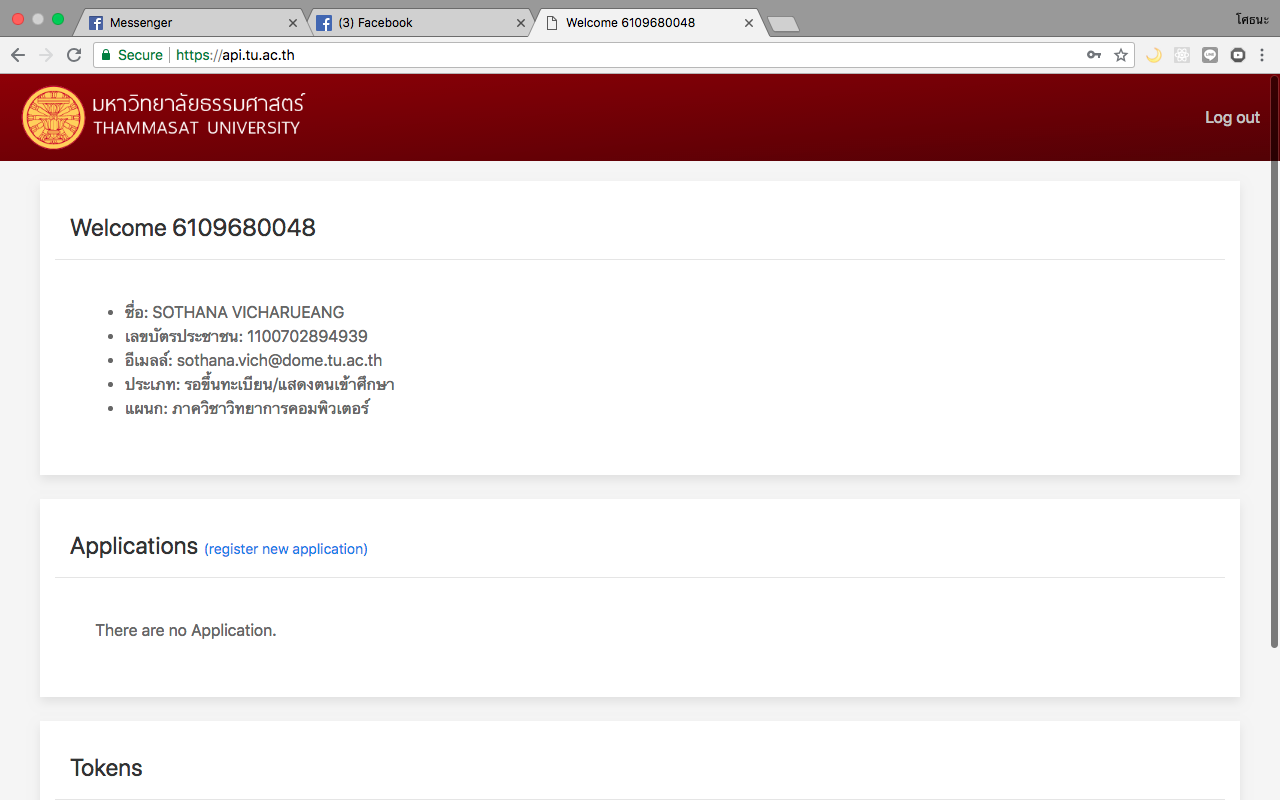 Messenger
(3) Facebook
Welcome 6109680048
โศธนะ
Secure
https://api.tu.ac.th
มหาวิทยาลัยธรรมศาสตร์
THAMMASAT UNIVERSITY
Log out
Welcome 6109680048
ชื่อ: SOTHANA VICHARUEANG
เลขบัตรประชาชน: 1100702894939
อีเมลล์: sothana.vich@dome.tu.ac.th
ประเภท: รอขึ้นทะเบียน/แสดงตนเข้าศึกษา
แผนก: ภาควิชาวิทยาการคอมพิวเตอร์
Applications (register new application)
There are no Application.
Tokens